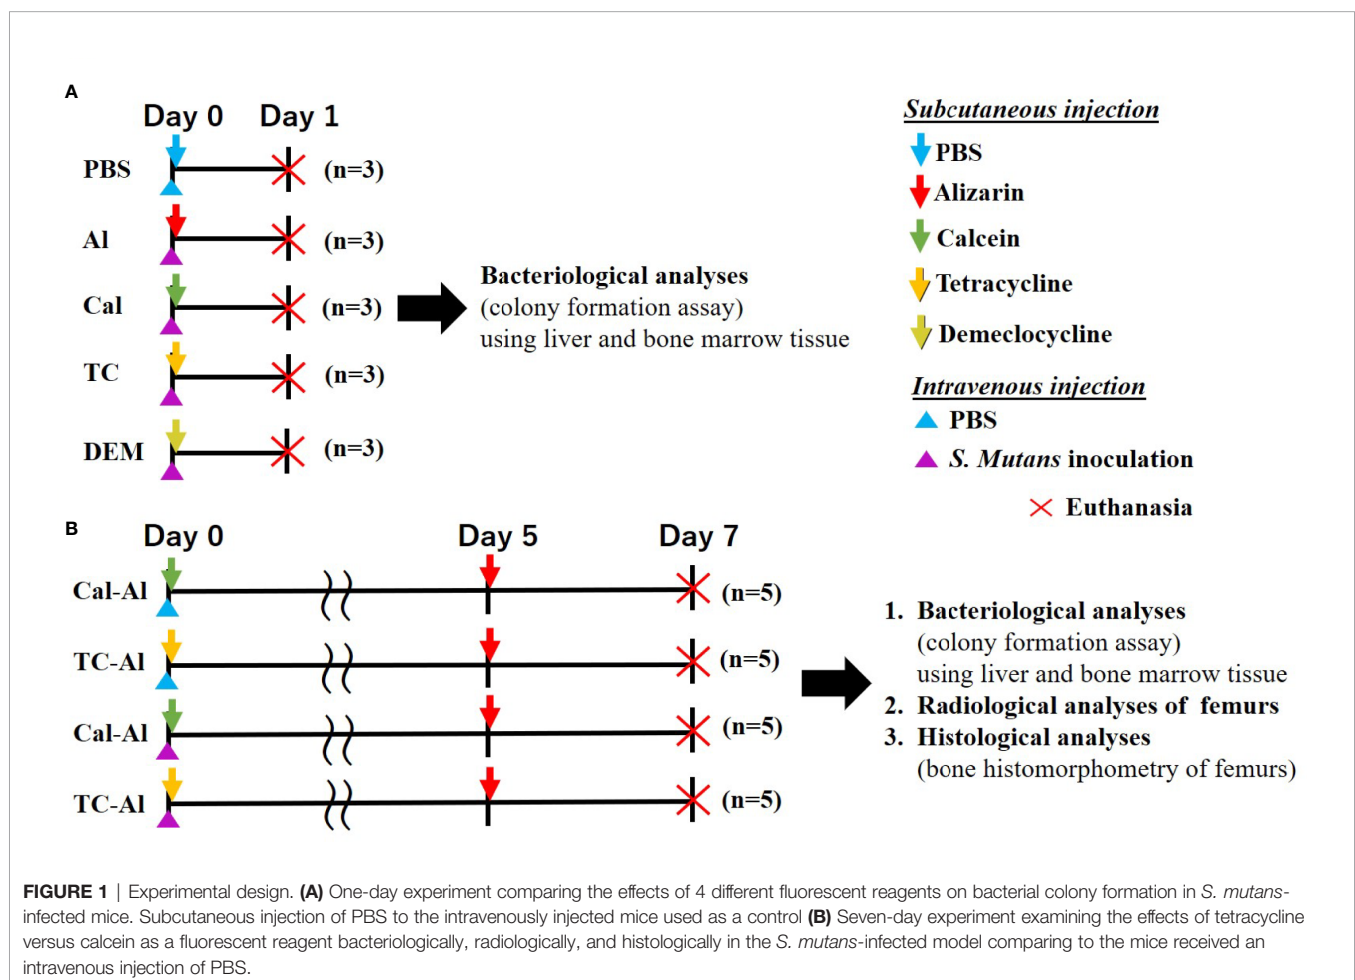 A
Day 0 Day 1
PBS (n=3)
Al (n=3)
Cal (n=3)
TC (n=3)
DEM (n=3)
Bacteriological analyses
(colony formation assay)
using liver and bone marrow tissue
Subcutaneous injection
PBS
Alizarin
Calcein
Tetracycline
Demeclocycline
Intravenous injection
PBS
S. Mutans inoculation
Euthanasia
B
Day 0 Day 5 Day 7
Cal-Al (n=5)
TC-Al (n=5)
Cal-Al (n=5)
TC-Al (n=5)
1. Bacteriological analyses
(colony formation assay)
using liver and bone marrow tissue
2. Radiological analyses of femurs
3. Histological analyses
(bone histomorphometry of femurs)
FIGURE 1 | Experimental design. (A) One-day experiment comparing the effects of 4 different fluorescent reagents on bacterial colony formation in S. mutans-
infected mice. Subcutaneous injection of PBS to the intravenously injected mice used as a control (B) Seven-day experiment examining the effects of tetracycline
versus calcein as a fluorescent reagent bacteriologically, radiologically, and histologically in the S. mutans-infected model comparing to the mice received an
intravenous injection of PBS.